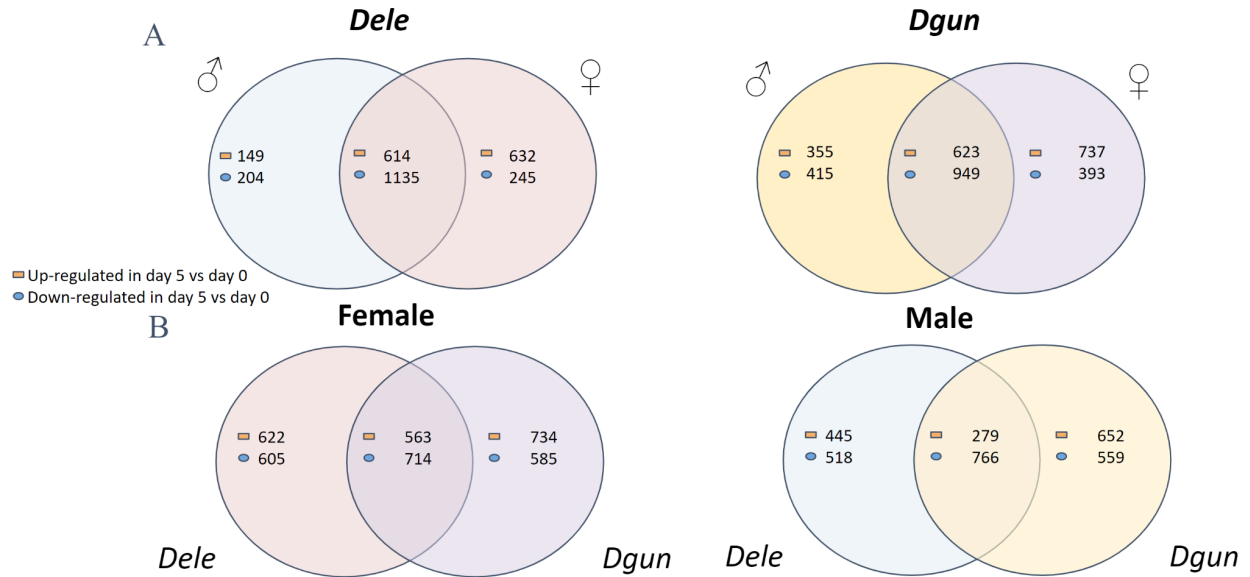 A
Dele
Dgun
♂
♀
♂
♀
149
204
614
1135
632
245
355
415
623
949
737
393
Up-regulated in day 5 vs day 0
Down-regulated in day 5 vs day 0
B
Female
Male
622
605
563
714
734
585
445
518
279
766
652
559
Dele
Dgun
Dele
Dgun